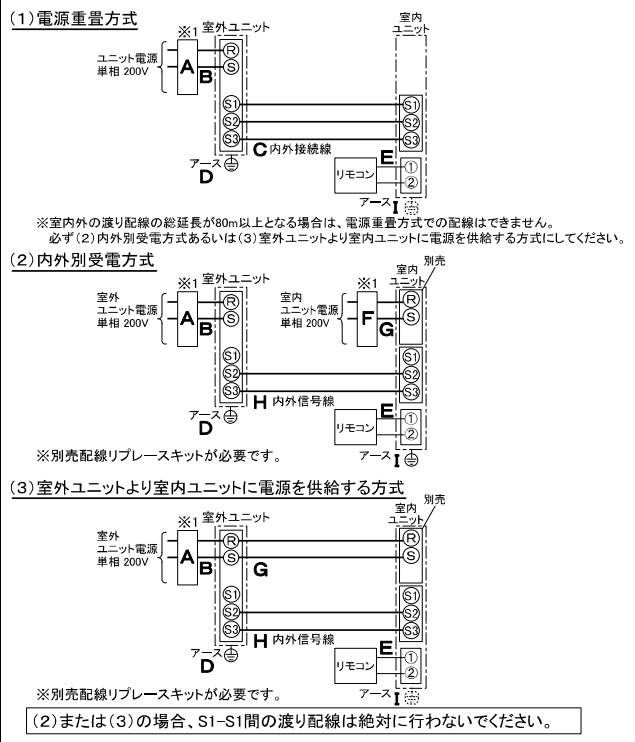 (1)電源重畳方式
※1
室外ユニット
室内
ユニット
ユニット電源
単相 200V
A
B
R
S
S1
S2
S3
S1
S2
S3
C 内外接続線
アース
D
リモコン
E
①
②
アース I
※室内外の渡り配線の総延長が80m以上となる場合は、電源重畳方式での配線はできません。
必ず(2)内外別受電方式あるいは(3)室外ユニットより室内ユニットに電源を供給する方式にしてください。
(2)内外別受電方式
※1
室外ユニット
※1
室内
ユニット
別売
室外
ユニット電源
単相 200V
A
B
R
S
室内
ユニット電源
単相 200V
F
G
R
S
S1
S2
S3
S1
S2
S3
H 内外信号線
アース
D
リモコン
E
①
②
アース I
※別売配線リプレースキットが必要です。
(3)室外ユニットより室内ユニットに電源を供給する方式
※1
室外ユニット
室内
ユニット
別売
室外
ユニット電源
単相 200V
A
B
R
S
G
R
S
S1
S2
S3
S1
S2
S3
H 内外信号線
アース
D
リモコン
E
①
②
アース I
※別売配線リプレースキットが必要です。
(2)または(3)の場合、S1-S1間の渡り配線は絶対に行わないでください。